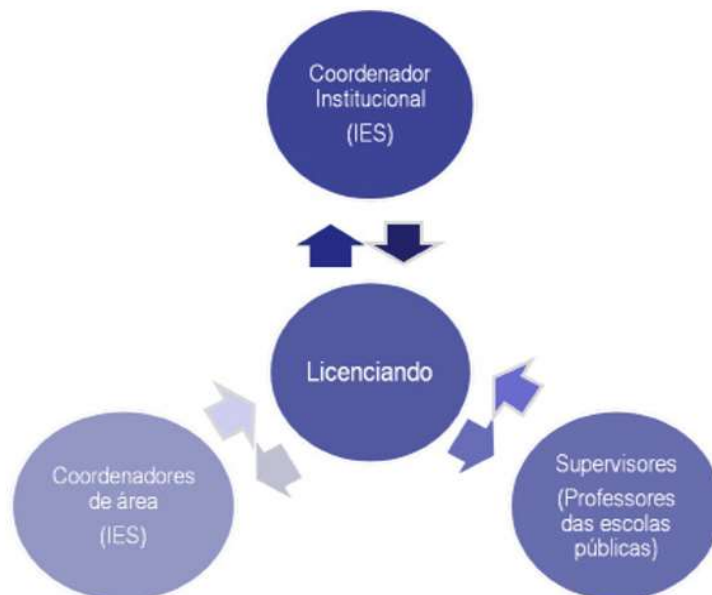 Coordenador
Institucional
(IES)
Licenciando
Coordenadores
de área
(IES)
Supervisores
(Professores
das escolas
públicas)